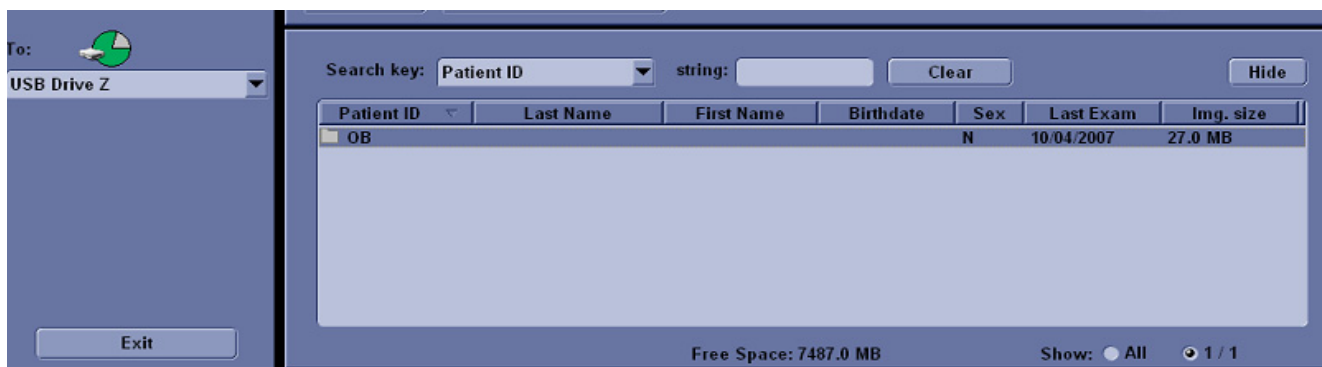 To:
USB Drive Z
Exit
Search key: Patient ID string: Clear Hide
Patient ID Last Name First Name Birthdate Sex Last Exam Img. size
OB N 10/04/2007 27.0 MB
Free Space: 7487.0 MB Show: All 1 / 1